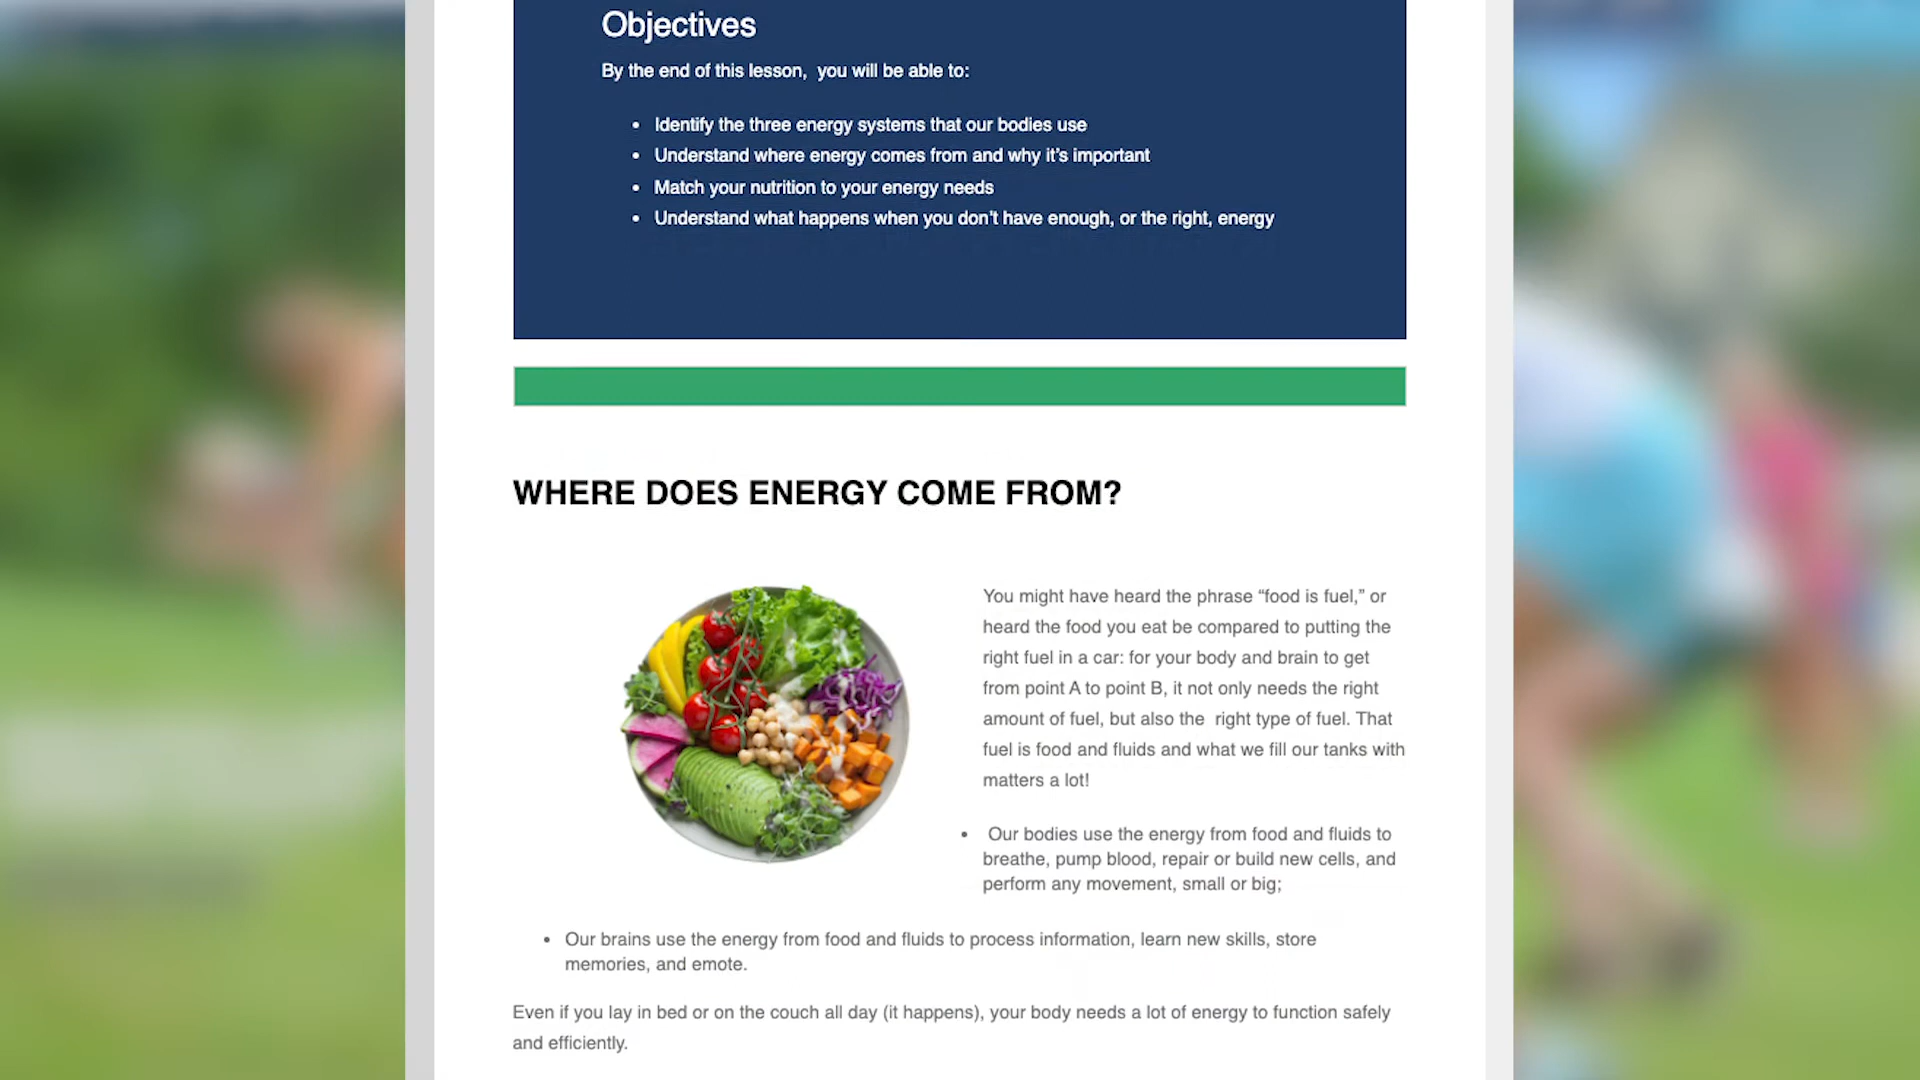 Objectives
By the end of this lesson,  you will be able to:
• Identify the three energy systems that our bodies use
• Understand where energy comes from and why it’s important
• Match your nutrition to your energy needs
• Understand what happens when you don’t have enough, or the right, energy
WHERE DOES ENERGY COME FROM?
You might have heard the phrase “food is fuel,” or
heard the food you eat be compared to putting the
right fuel in a car: for your body and brain to get
from point A to point B, it not only needs the right
amount of fuel, but also the  right type of fuel. That
fuel is food and fluids and what we fill our tanks with
matters a lot!
• Our bodies use the energy from food and fluids to
breathe, pump blood, repair or build new cells, and
perform any movement, small or big;
• Our brains use the energy from food and fluids to process information, learn new skills, store
memories, and emote.
Even if you lay in bed or on the couch all day (it happens), your body needs a lot of energy to function safely
and efficiently.